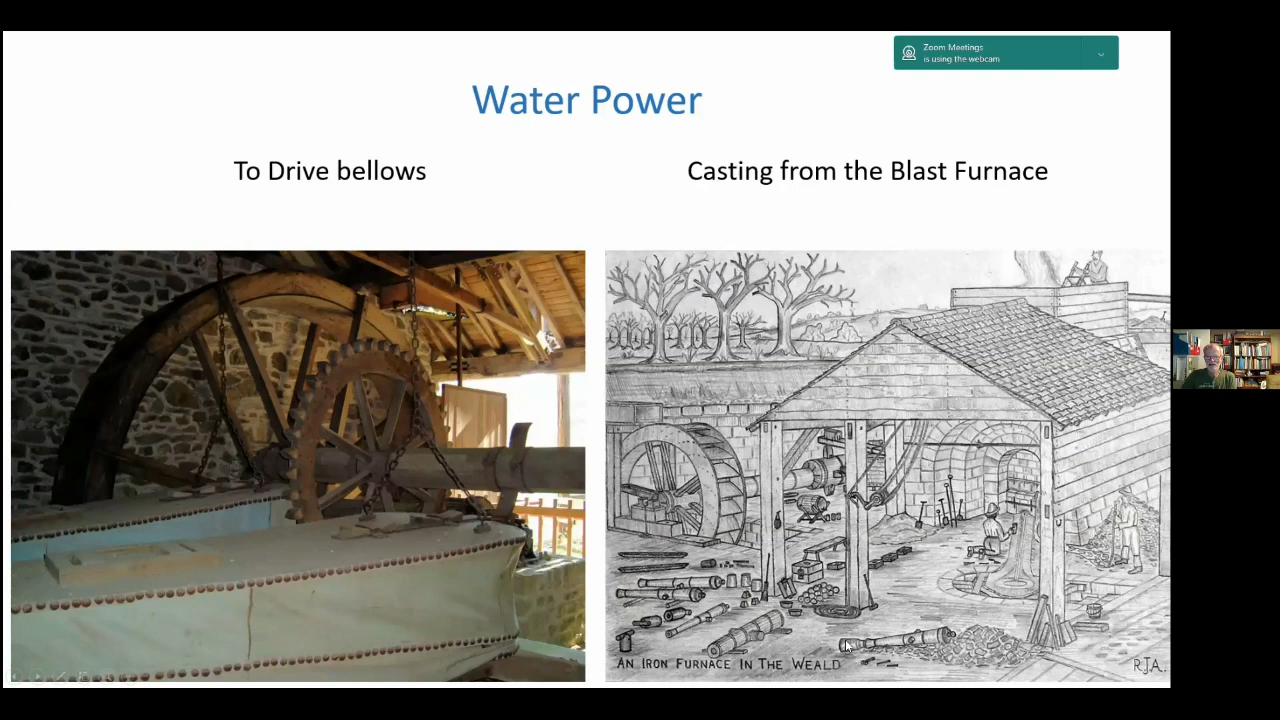 Zoom Meetings
is using the webcam
Water Power
To Drive bellows
Casting from the Blast Furnace
AN IRON FURNACE IN THE WEALD
RJA.